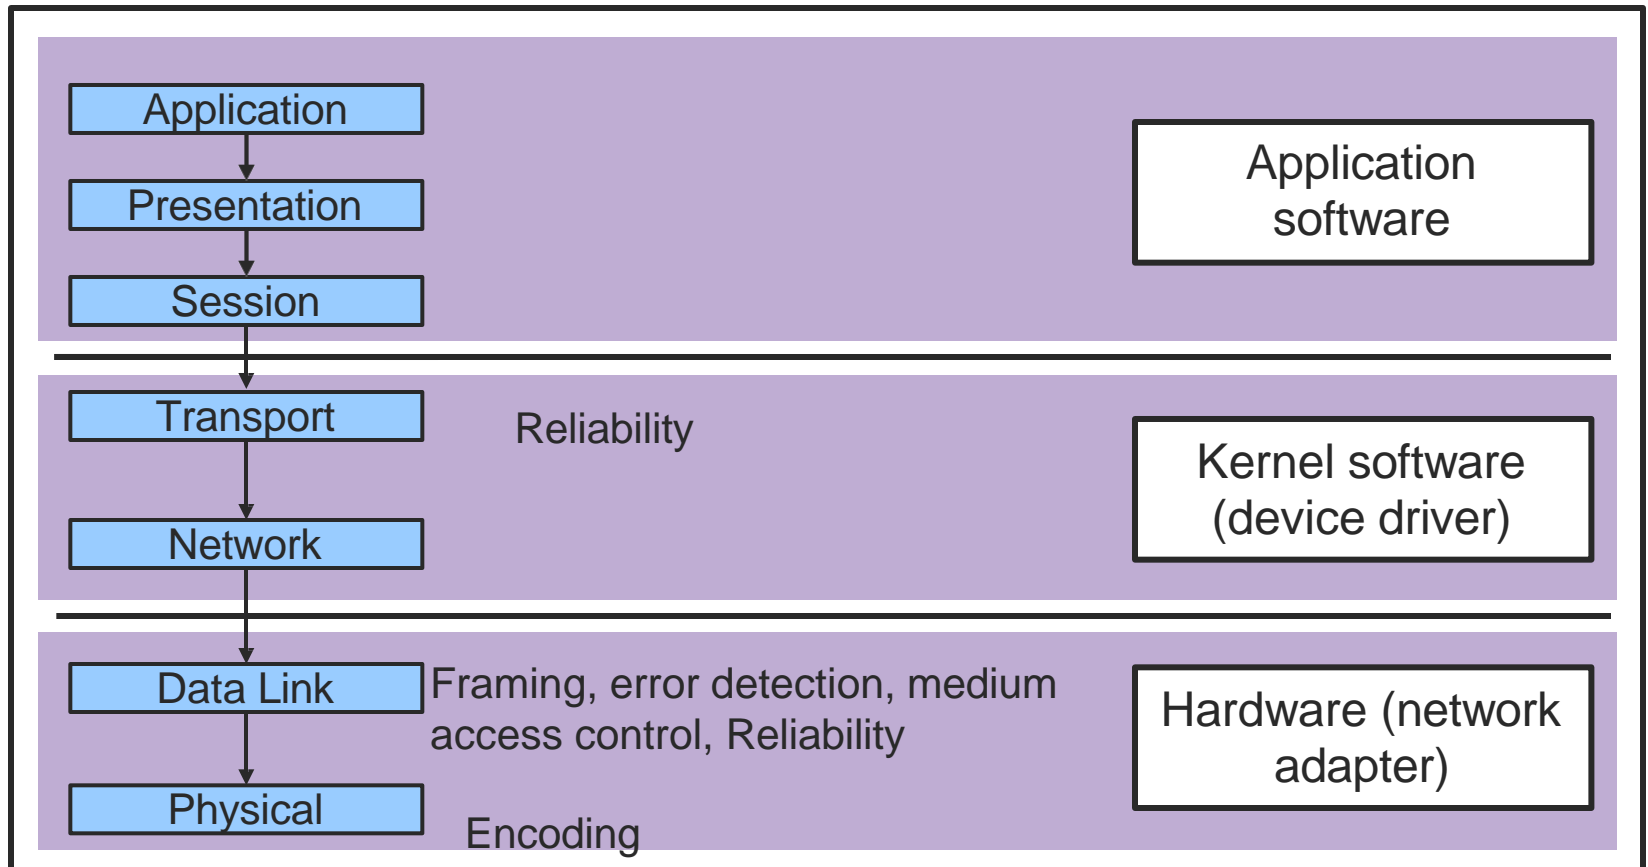 Application
Presentation
Session
Application
software
Transport
Reliability
Network
Kernel software
(device driver)
Data Link
Framing, error detection, medium
access control, Reliability
Physical
Encoding
Hardware (network
adapter)